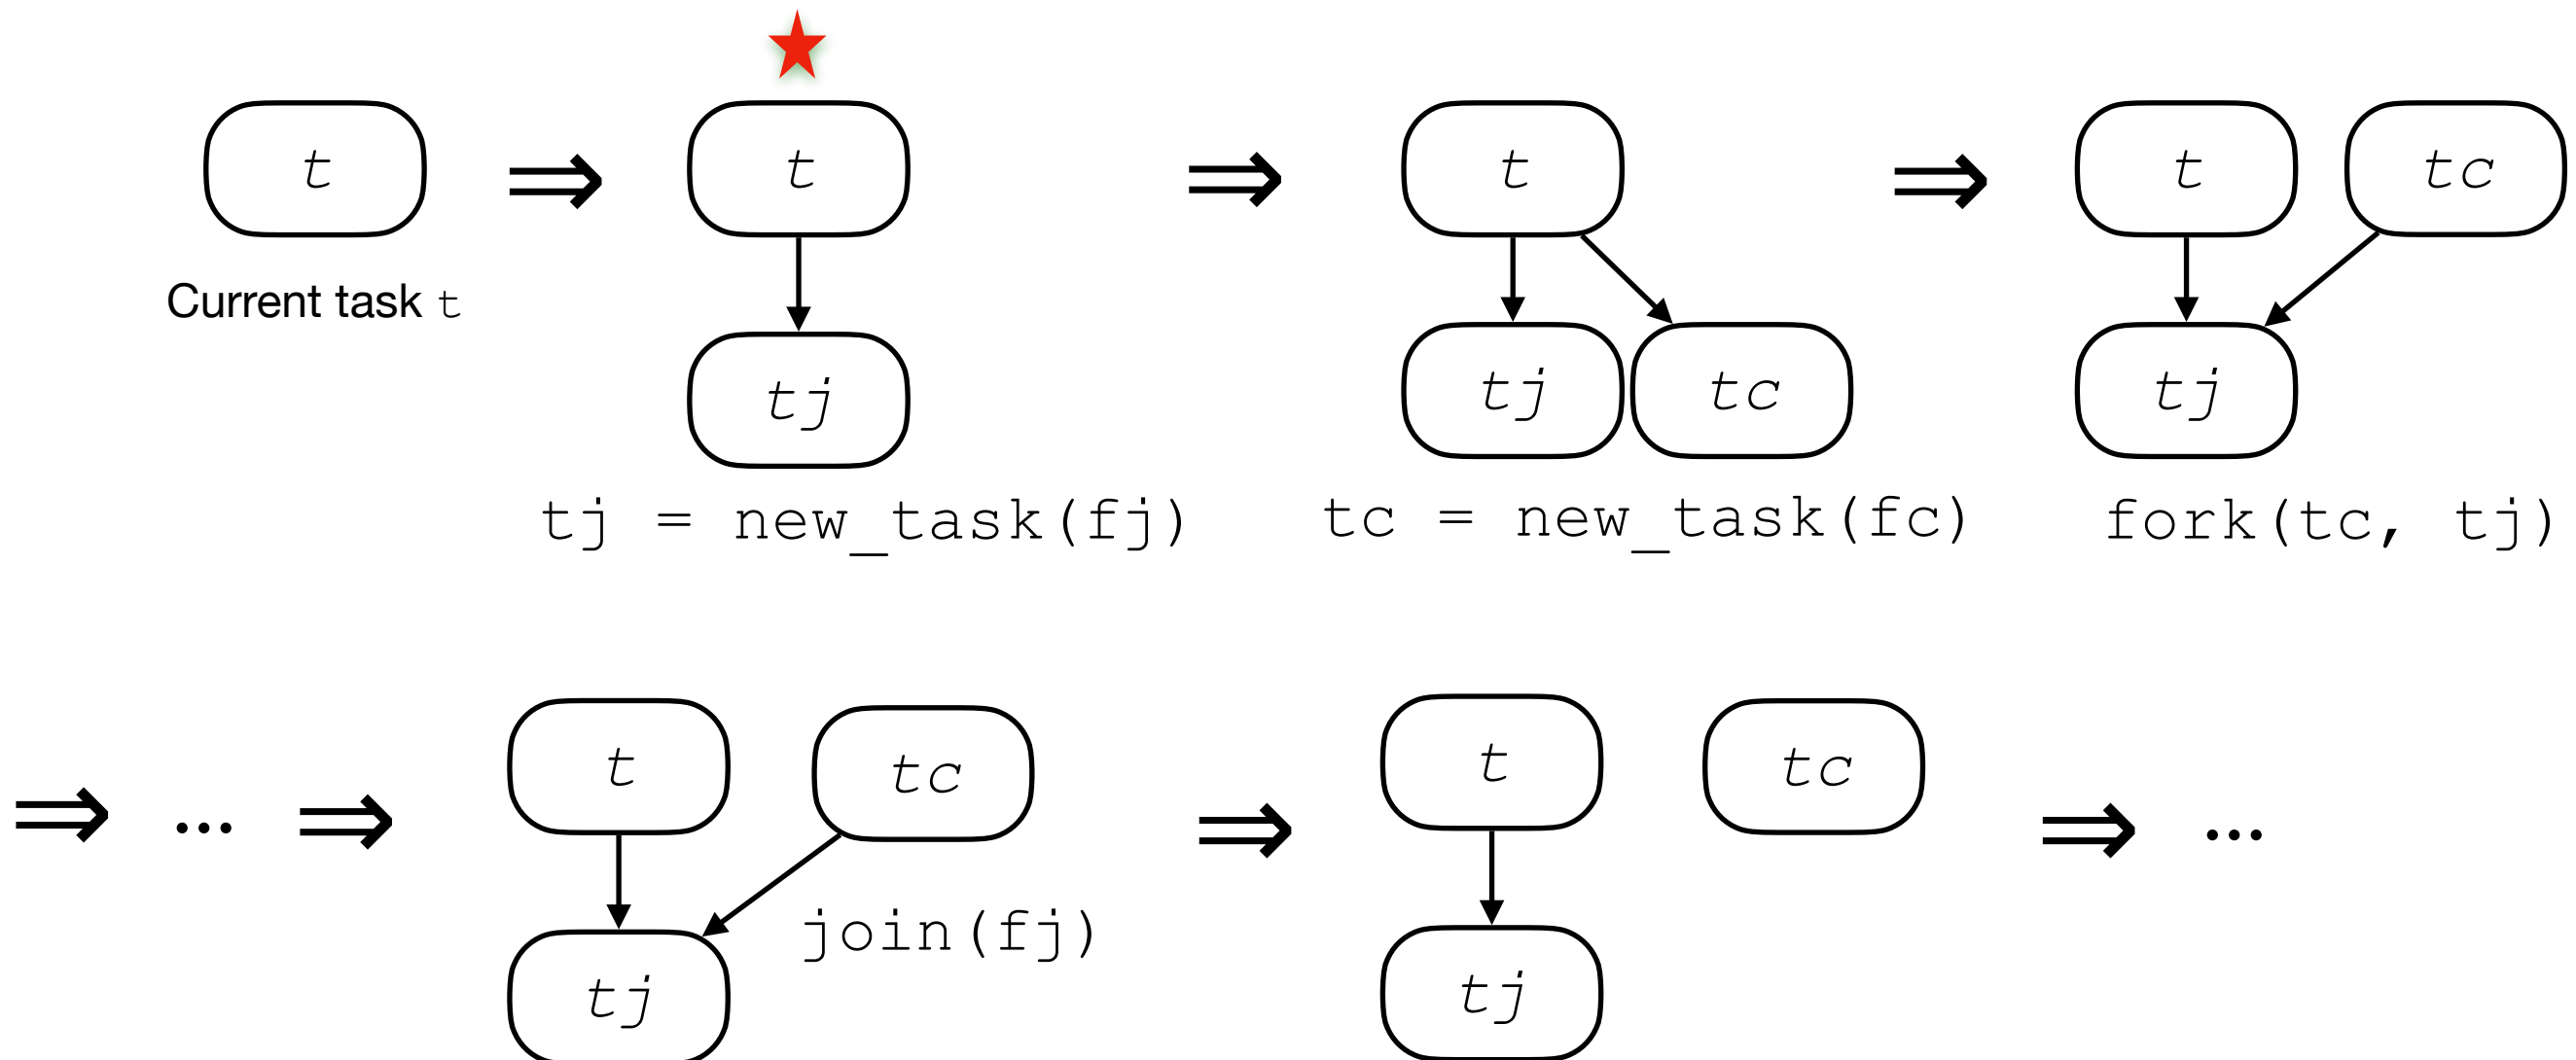 t
Current task t
t
tj
tj = new_task(fj)
t
tj
tc
tc = new_task(fc)
t
tc
tj
fork(tc, tj)
...
t
tc
tj
join(fj)
t
tc
tj
...